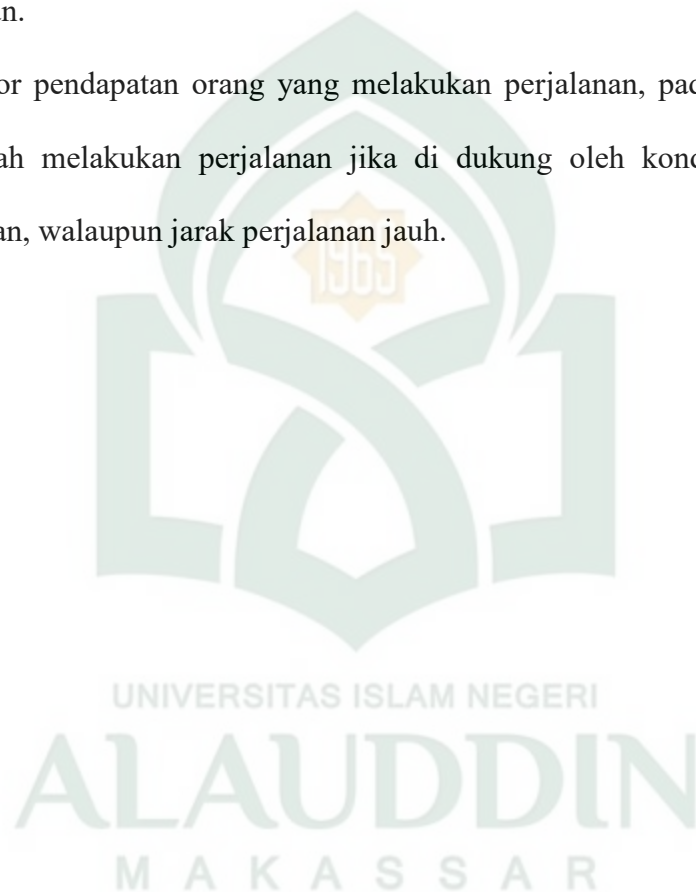 an.
or pendapatan orang yang melakukan perjalanan, pad
ah melakukan perjalanan jika di dukung oleh kond
an, walaupun jarak perjalanan jauh.
1965
UNIVERSITAS ISLAM NEGERI
ALAUDDIN
MAKASSAR